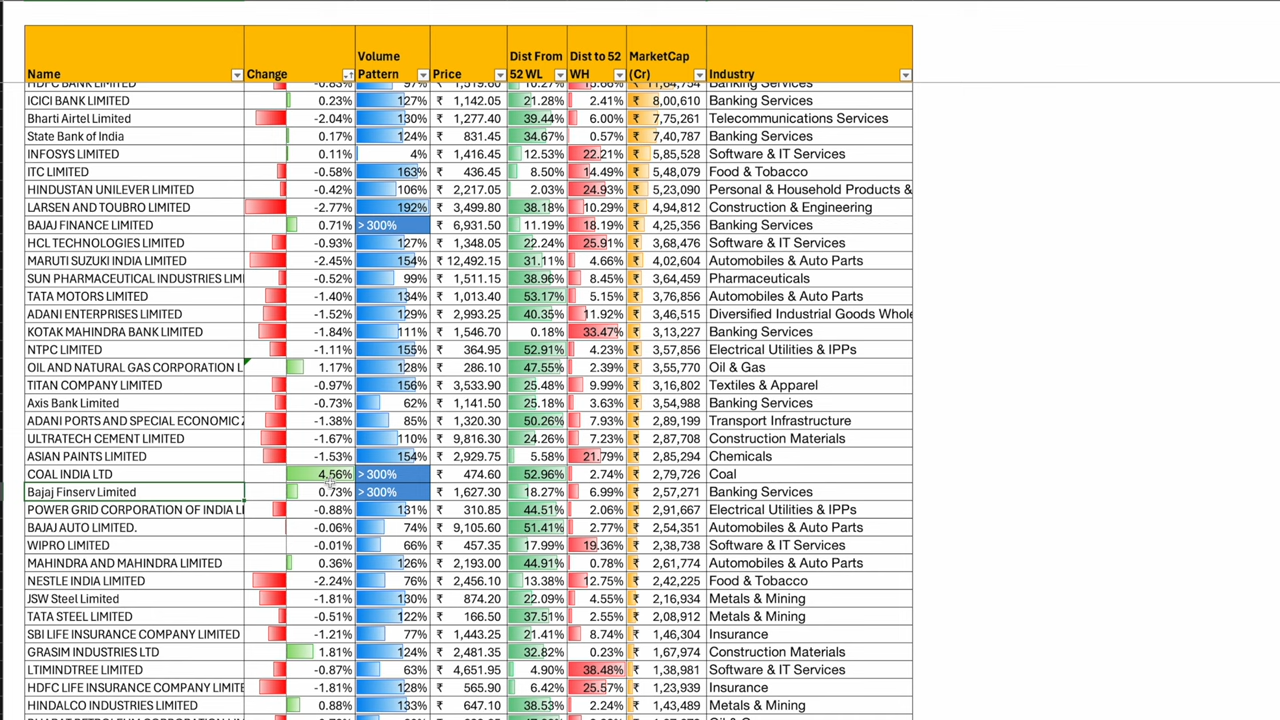 Name Change Volume Pattern Price Dist From 52 WL Dist to 52 WH MarketCap (Cr) Industry
HDFC BANK LIMITED -0.83% 97% ₹ 1,519.60 10.27% ₹ 11,64,754 Banking Services
ICICI BANK LIMITED 0.23% 127% ₹ 1,142.05 21.28% 2.41% ₹ 8,00,610 Banking Services
Bharti Airtel Limited -2.04% 130% ₹ 1,277.40 39.44% 6.00% ₹ 7,75,261 Telecommunications Services
State Bank of India 0.17% 124% ₹ 831.45 34.67% 0.57% ₹ 7,40,787 Banking Services
INFOSYS LIMITED 0.11% 4% ₹ 1,416.45 12.53% 22.21% ₹ 5,85,528 Software & IT Services
ITC LIMITED -0.58% 163% ₹ 436.45 8.50% 14.49% ₹ 5,48,079 Food & Tobacco
HINDUSTAN UNILEVER LIMITED -0.42% 106% ₹ 2,217.05 2.03% 24.93% ₹ 5,23,090 Personal & Household Products &
LARSEN AND TOUBRO LIMITED -2.77% 192% ₹ 3,499.80 38.18% 10.29% ₹ 4,94,812 Construction & Engineering
BAJAJ FINANCE LIMITED 0.71% > 300% ₹ 6,931.50 11.19% 18.19% ₹ 4,25,356 Banking Services
HCL TECHNOLOGIES LIMITED -0.93% 127% ₹ 1,348.05 22.24% 25.91% ₹ 3,68,476 Software & IT Services
MARUTI SUZUKI INDIA LIMITED -2.45% 154% ₹ 12,492.15 31.11% 4.66% ₹ 4,02,604 Automobiles & Auto Parts
SUN PHARMACEUTICAL INDUSTRIES LIM -0.52% 99% ₹ 1,511.15 38.96% 8.45% ₹ 3,64,459 Pharmaceuticals
TATA MOTORS LIMITED -1.40% 134% ₹ 1,013.40 53.17% 5.15% ₹ 3,76,856 Automobiles & Auto Parts
ADANI ENTERPRISES LIMITED -1.52% 129% ₹ 2,993.25 40.35% 11.92% ₹ 3,46,515 Diversified Industrial Goods Whole
KOTAK MAHINDRA BANK LIMITED -1.84% 111% ₹ 1,546.70 0.18% 33.47% ₹ 3,13,227 Banking Services
NTPC LIMITED -1.11% 155% ₹ 364.95 52.91% 4.23% ₹ 3,57,856 Electrical Utilities & IPPs
OIL AND NATURAL GAS CORPORATION L 1.17% 128% ₹ 286.10 47.55% 2.39% ₹ 3,55,770 Oil & Gas
TITAN COMPANY LIMITED -0.97% 156% ₹ 3,533.90 25.48% 9.99% ₹ 3,16,802 Textiles & Apparel
Axis Bank Limited -0.73% 62% ₹ 1,141.50 25.18% 3.63% ₹ 3,54,988 Banking Services
ADANI PORTS AND SPECIAL ECONOMIC Z -1.38% 85% ₹ 1,320.30 50.26% 7.93% ₹ 2,89,199 Transport Infrastructure
ULTRATECH CEMENT LIMITED -1.67% 110% ₹ 9,816.30 24.26% 7.23% ₹ 2,87,708 Construction Materials
ASIAN PAINTS LIMITED -1.53% 154% ₹ 2,929.75 5.58% 21.79% ₹ 2,85,294 Chemicals
COAL INDIA LTD 4.56% > 300% ₹ 474.60 52.96% 2.74% ₹ 2,79,726 Coal
Bajaj Finserv Limited 0.73% > 300% ₹ 1,627.30 18.27% 6.99% ₹ 2,57,271 Banking Services
POWER GRID CORPORATION OF INDIA LI -0.88% 131% ₹ 310.85 44.51% 2.06% ₹ 2,91,667 Electrical Utilities & IPPs
BAJAJ AUTO LIMITED. -0.06% 74% ₹ 9,105.60 51.41% 2.77% ₹ 2,54,351 Automobiles & Auto Parts
WIPRO LIMITED -0.01% 66% ₹ 457.35 17.99% 19.36% ₹ 2,38,738 Software & IT Services
MAHINDRA AND MAHINDRA LIMITED 0.36% 126% ₹ 2,193.00 44.91% 0.78% ₹ 2,61,774 Automobiles & Auto Parts
NESTLE INDIA LIMITED -2.24% 76% ₹ 2,456.10 13.38% 12.75% ₹ 2,42,225 Food & Tobacco
JSW Steel Limited -1.81% 130% ₹ 874.20 22.09% 4.55% ₹ 2,16,934 Metals & Mining
TATA STEEL LIMITED -0.51% 122% ₹ 166.50 37.51% 2.55% ₹ 2,08,912 Metals & Mining
SBI LIFE INSURANCE COMPANY LIMITED -1.21% 77% ₹ 1,443.25 21.41% 8.74% ₹ 1,46,304 Insurance
GRASIM INDUSTRIES LTD 1.81% 124% ₹ 2,481.35 32.82% 0.23% ₹ 1,67,974 Construction Materials
LTIMINDTREE LIMITED -0.87% 63% ₹ 4,651.95 4.90% 38.48% ₹ 1,38,981 Software & IT Services
HDFC LIFE INSURANCE COMPANY LIMITE -1.81% 128% ₹ 565.90 6.42% 25.57% ₹ 1,23,939 Insurance
HINDALCO INDUSTRIES LIMITED 0.88% 133% ₹ 647.10 38.53% 2.24% ₹ 1,43,489 Metals & Mining